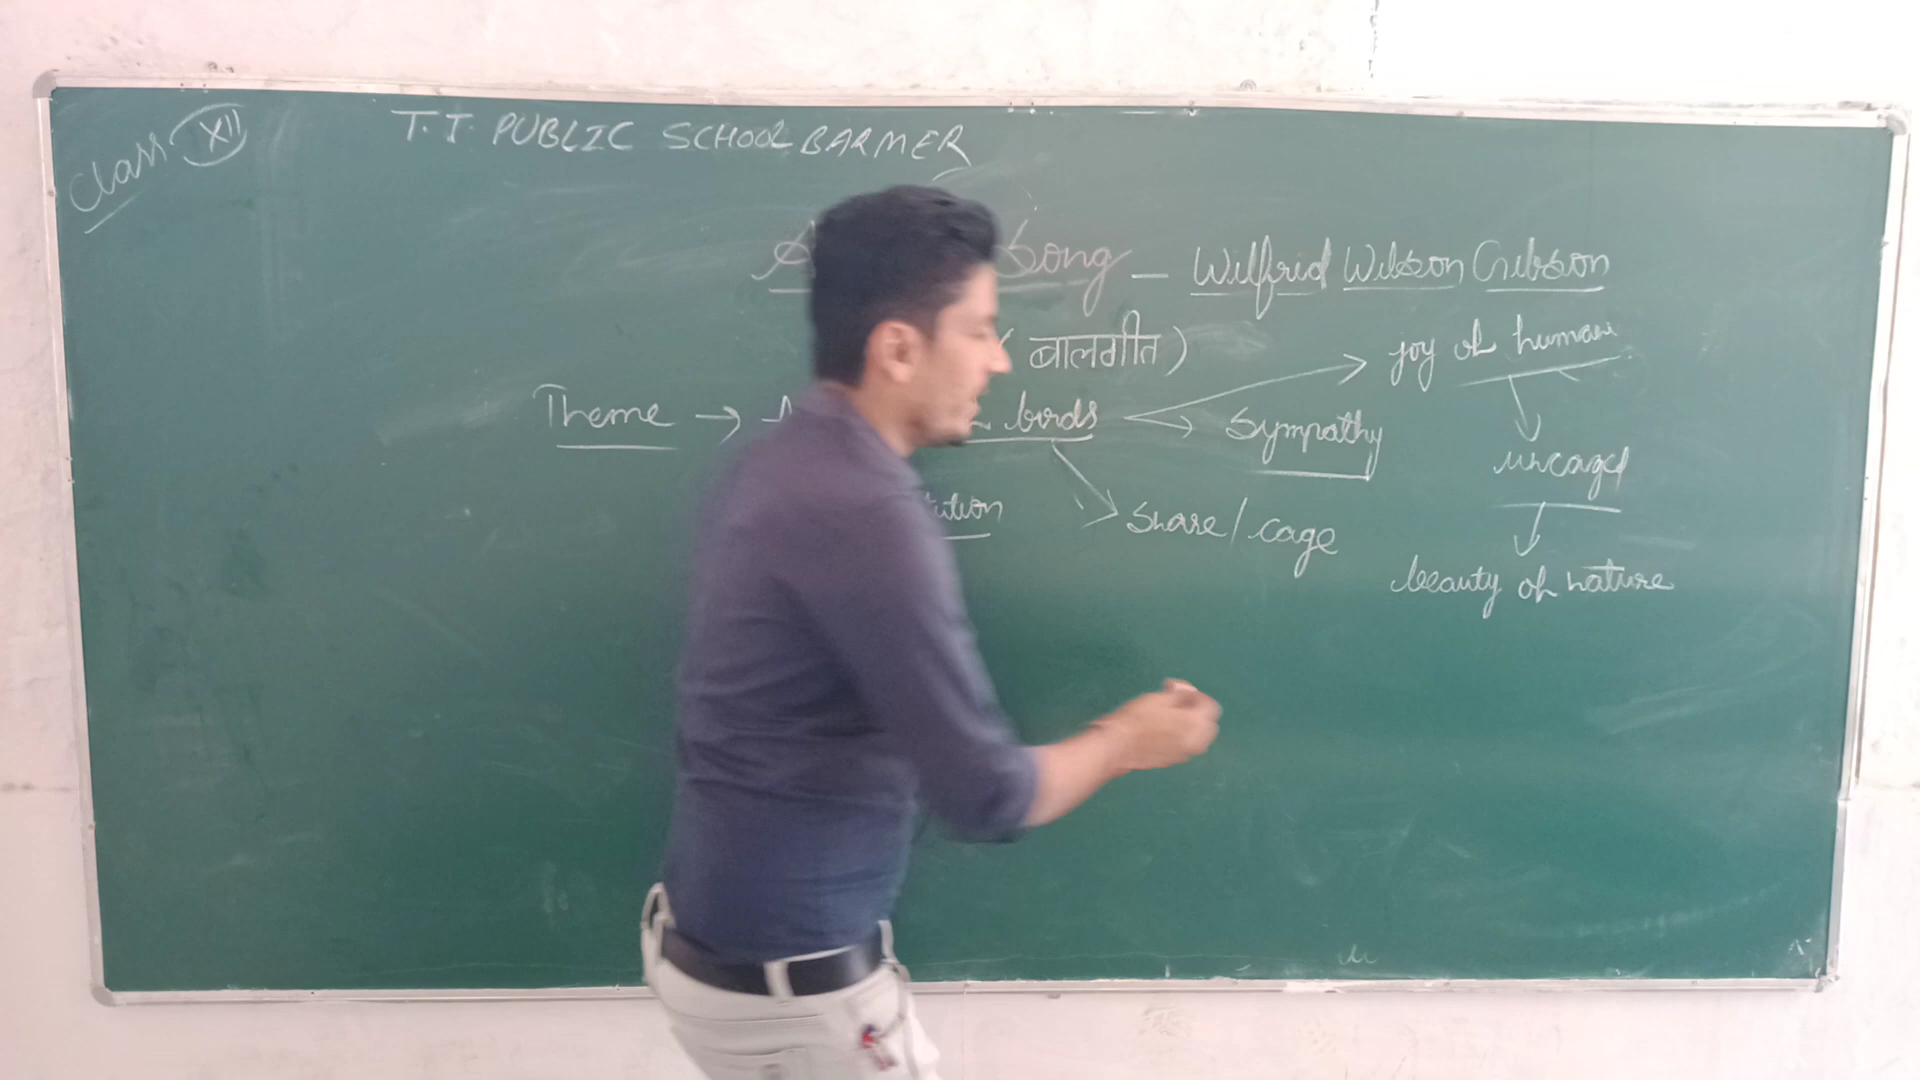 Class XII
T.T. PUBLIC SCHOOL BARMER
A Song - Wilfrid Wilson Gibson
(बालगीत)
joy of human
Theme → birds → Sympathy
uncaged
Snare / cage
beauty of nature